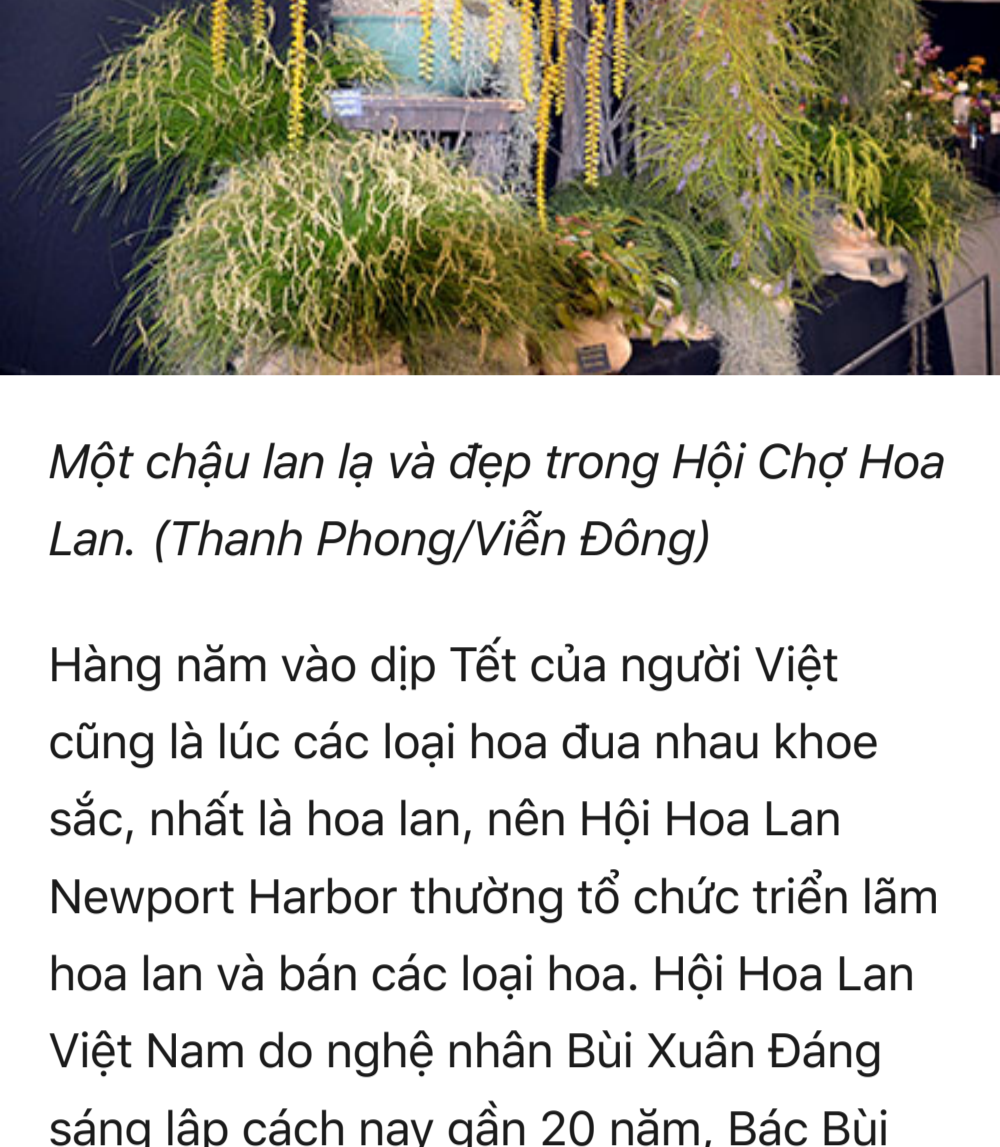 Một chậu lan lạ và đẹp trong Hội Chợ Hoa
Lan. (Thanh Phong/Viễn Đông)
Hàng năm vào dịp Tết của người Việt
cũng là lúc các loại hoa đua nhau khoe
sắc, nhất là hoa lan, nên Hội Hoa Lan
Newport Harbor thường tổ chức triển lãm
hoa lan và bán các loại hoa. Hội Hoa Lan
Việt Nam do nghệ nhân Bùi Xuân Đáng
sáng lập cách nay gần 20 năm, Bác Bùi